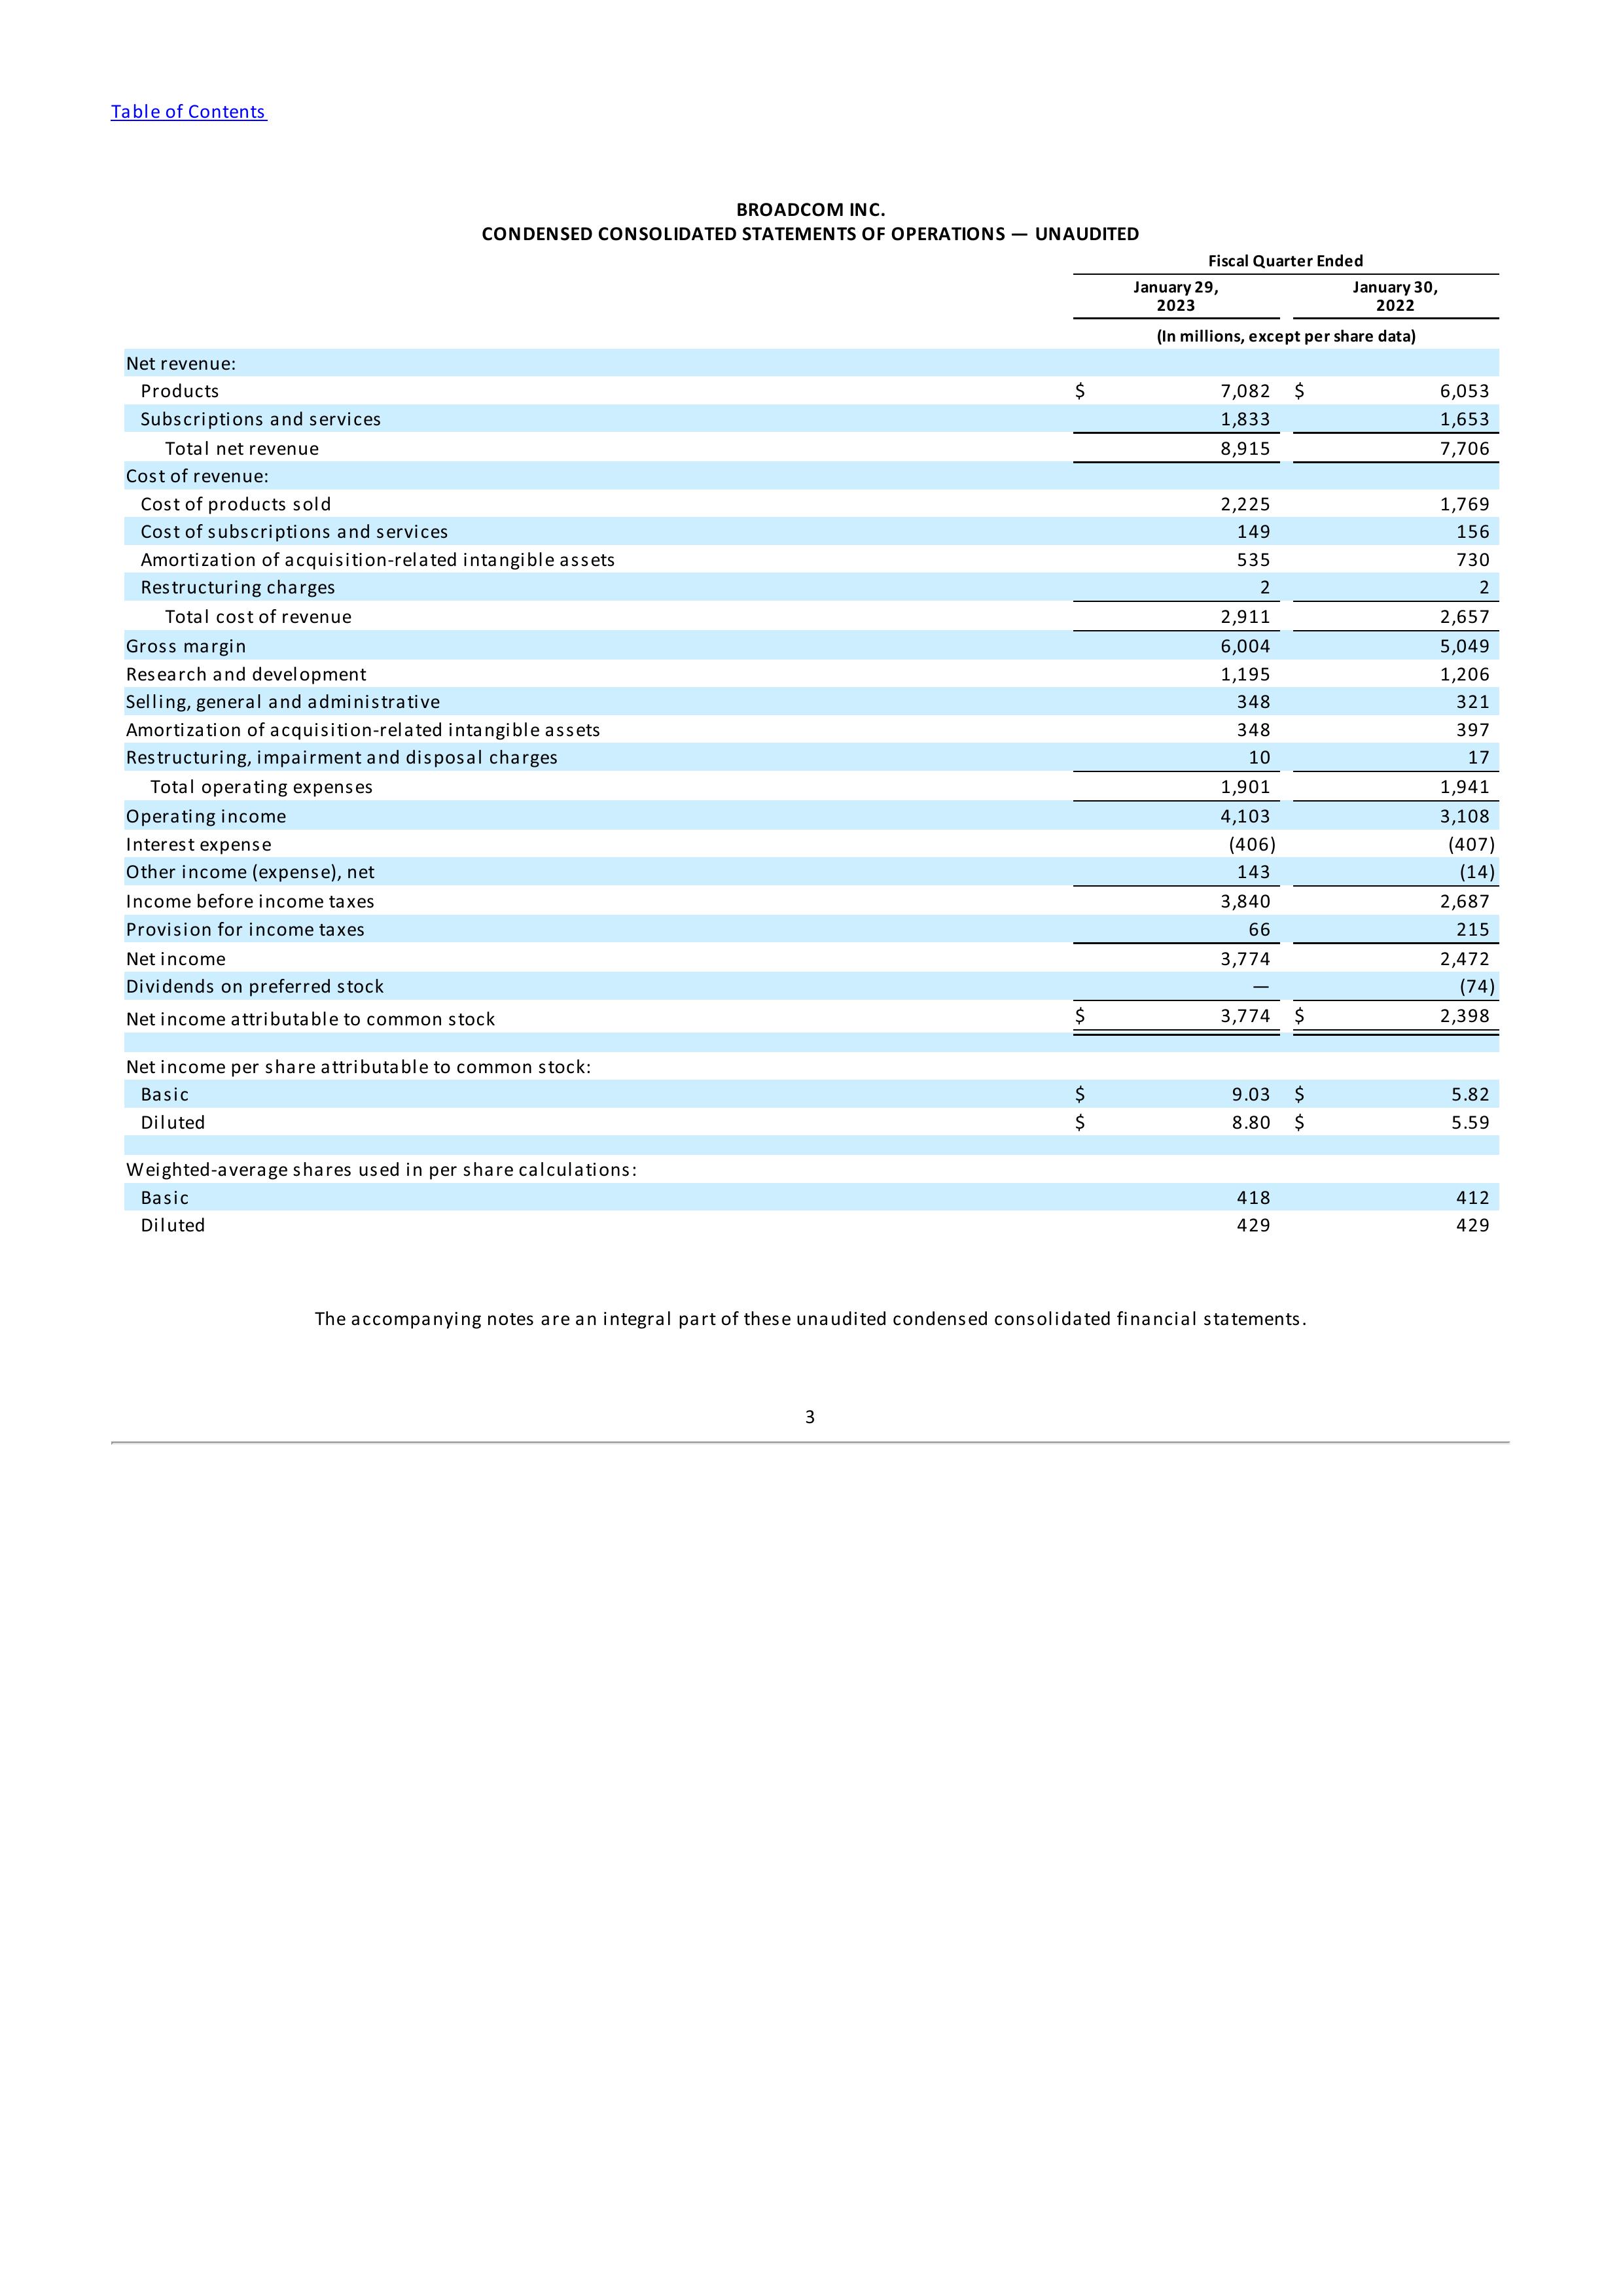 Table of Contents
BROADCOM INC.
CONDENSED CONSOLIDATED STATEMENTS OF OPERATIONS — UNAUDITED
Fiscal Quarter Ended
January 29, January 30,
2023 2022
(In millions, except per share data)
Net revenue:
Products $ 7,082 $ 6,053
Subscriptions and services 1,833 1,653
Total net revenue 8,915 7,706
Cost of revenue:
Cost of products sold 2,225 1,769
Cost of subscriptions and services 149 156
Amortization of acquisition-related intangible assets 535 730
Restructuring charges 2 2
Total cost of revenue 2,911 2,657
Gross margin 6,004 5,049
Research and development 1,195 1,206
Selling, general and administrative 348 321
Amortization of acquisition-related intangible assets 348 397
Restructuring, impairment and disposal charges 10 17
Total operating expenses 1,901 1,941
Operating income 4,103 3,108
Interest expense (406) (407)
Other income (expense), net 143 (14)
Income before income taxes 3,840 2,687
Provision for income taxes 66 215
Net income 3,774 2,472
Dividends on preferred stock — (74)
Net income attributable to common stock $ 3,774 $ 2,398
Net income per share attributable to common stock:
Basic $ 9.03 $ 5.82
Diluted $ 8.80 $ 5.59
Weighted-average shares used in per share calculations:
Basic 418 412
Diluted 429 429
The accompanying notes are an integral part of these unaudited condensed consolidated financial statements.
3